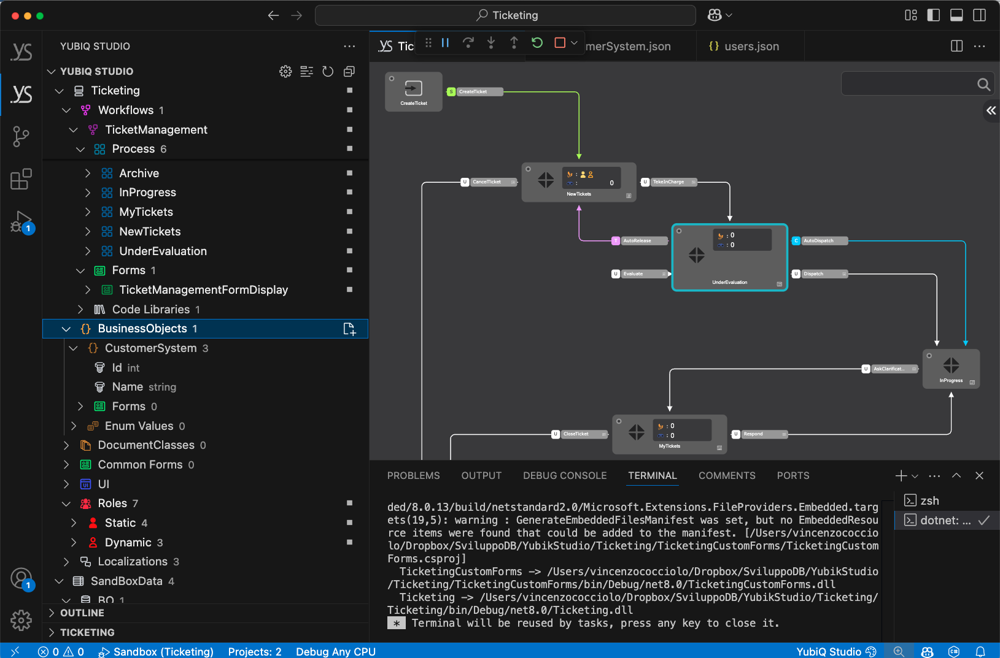 Ticketing
YUBIQ STUDIO
YUBIQ STUDIO
Ticketing
Workflows 1
TicketManagement
Process 6
Archive
InProgress
MyTickets
NewTickets
UnderEvaluation
Forms 1
TicketManagementFormDisplay
Code Libraries 1
BusinessObjects 1
CustomerSystem 3
Id int
Name string
Forms 0
Enum Values 0
DocumentClasses 0
Common Forms 0
UI
Roles 7
Static 4
Dynamic 3
Localizations 3
SandBoxData 4
BO 1
OUTLINE
TICKETING
1
1
.YS Tic
merSystem.json
{} users.json
CreateTicket
S CreateTicket
U CancelTicket
: 
: 0
NewTickets
U TekeInCharge
T AutoRelease
U Evaluate
: 0
: 0
UnderEvaluation
C AutoDispatch
U Dispatch
U AskClarificat..
InProgress
U CloseTicket
: 0
: 0
MyTickets
U Respond
PROBLEMS OUTPUT DEBUG CONSOLE TERMINAL COMMENTS PORTS
ded/8.0.13/build/netstandard2.0/Microsoft.Extensions.FileProviders.Embedded.targ
ets(19,5): warning : GenerateEmbeddedFilesManifest was set, but no EmbeddedResou
rce items were found that could be added to the manifest. [/Users/vincenzococcio
lo/Dropbox/SviluppoDB/YubikStudio/Ticketing/TicketingCustomForms/TicketingCustom
Forms.csproj]
TicketingCustomForms -> /Users/vincenzococciolo/Dropbox/SviluppoDB/YubikStudio
/Ticketing/TicketingCustomForms/bin/Debug/net8.0/TicketingCustomForms.dll
Ticketing -> /Users/vincenzococciolo/Dropbox/SviluppoDB/YubikStudio/Ticketing/
Ticketing/bin/Debug/net8.0/Ticketing.dll
* Terminal will be reused by tasks, press any key to close it.
zsh
dotnet: ...
0 0 Sandbox (Ticketing) Projects: 2 Debug Any CPU YubiQ Studio